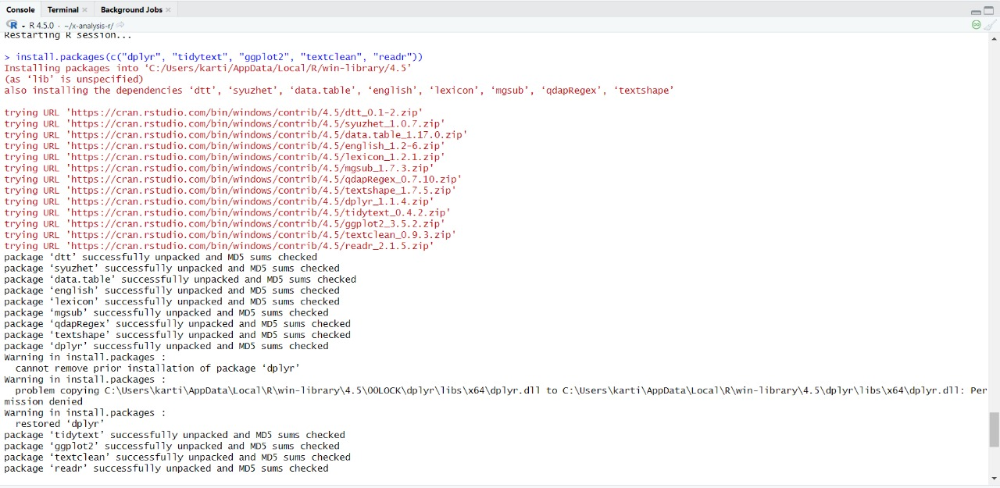 Console Terminal × Background Jobs ×
R 4.5.0 · ~/x-analysis-r/
Restarting R session...
> install.packages(c("dplyr", "tidytext", "ggplot2", "textclean", "readr"))
Installing packages into ‘C:/Users/karti/AppData/Local/R/win-library/4.5’
(as ‘lib’ is unspecified)
also installing the dependencies ‘dtt’, ‘syuzhet’, ‘data.table’, ‘english’, ‘lexicon’, ‘mgsub’, ‘qdapRegex’, ‘textshape’
trying URL 'https://cran.rstudio.com/bin/windows/contrib/4.5/dtt_0.1-2.zip'
trying URL 'https://cran.rstudio.com/bin/windows/contrib/4.5/syuzhet_1.0.7.zip'
trying URL 'https://cran.rstudio.com/bin/windows/contrib/4.5/data.table_1.17.0.zip'
trying URL 'https://cran.rstudio.com/bin/windows/contrib/4.5/english_1.2-6.zip'
trying URL 'https://cran.rstudio.com/bin/windows/contrib/4.5/lexicon_1.2.1.zip'
trying URL 'https://cran.rstudio.com/bin/windows/contrib/4.5/mgsub_1.7.3.zip'
trying URL 'https://cran.rstudio.com/bin/windows/contrib/4.5/qdapRegex_0.7.10.zip'
trying URL 'https://cran.rstudio.com/bin/windows/contrib/4.5/textshape_1.7.5.zip'
trying URL 'https://cran.rstudio.com/bin/windows/contrib/4.5/dplyr_1.1.4.zip'
trying URL 'https://cran.rstudio.com/bin/windows/contrib/4.5/tidytext_0.4.2.zip'
trying URL 'https://cran.rstudio.com/bin/windows/contrib/4.5/ggplot2_3.5.2.zip'
trying URL 'https://cran.rstudio.com/bin/windows/contrib/4.5/textclean_0.9.3.zip'
trying URL 'https://cran.rstudio.com/bin/windows/contrib/4.5/readr_2.1.5.zip'
package ‘dtt’ successfully unpacked and MD5 sums checked
package ‘syuzhet’ successfully unpacked and MD5 sums checked
package ‘data.table’ successfully unpacked and MD5 sums checked
package ‘english’ successfully unpacked and MD5 sums checked
package ‘lexicon’ successfully unpacked and MD5 sums checked
package ‘mgsub’ successfully unpacked and MD5 sums checked
package ‘qdapRegex’ successfully unpacked and MD5 sums checked
package ‘textshape’ successfully unpacked and MD5 sums checked
package ‘dplyr’ successfully unpacked and MD5 sums checked
Warning in install.packages :
  cannot remove prior installation of package ‘dplyr’
Warning in install.packages :
  problem copying C:\Users\karti\AppData\Local\R\win-library\4.5\00LOCK\dplyr\libs\x64\dplyr.dll to C:\Users\karti\AppData\Local\R\win-library\4.5\dplyr\libs\x64\dplyr.dll: Per
mission denied
Warning in install.packages :
  restored ‘dplyr’
package ‘tidytext’ successfully unpacked and MD5 sums checked
package ‘ggplot2’ successfully unpacked and MD5 sums checked
package ‘textclean’ successfully unpacked and MD5 sums checked
package ‘readr’ successfully unpacked and MD5 sums checked